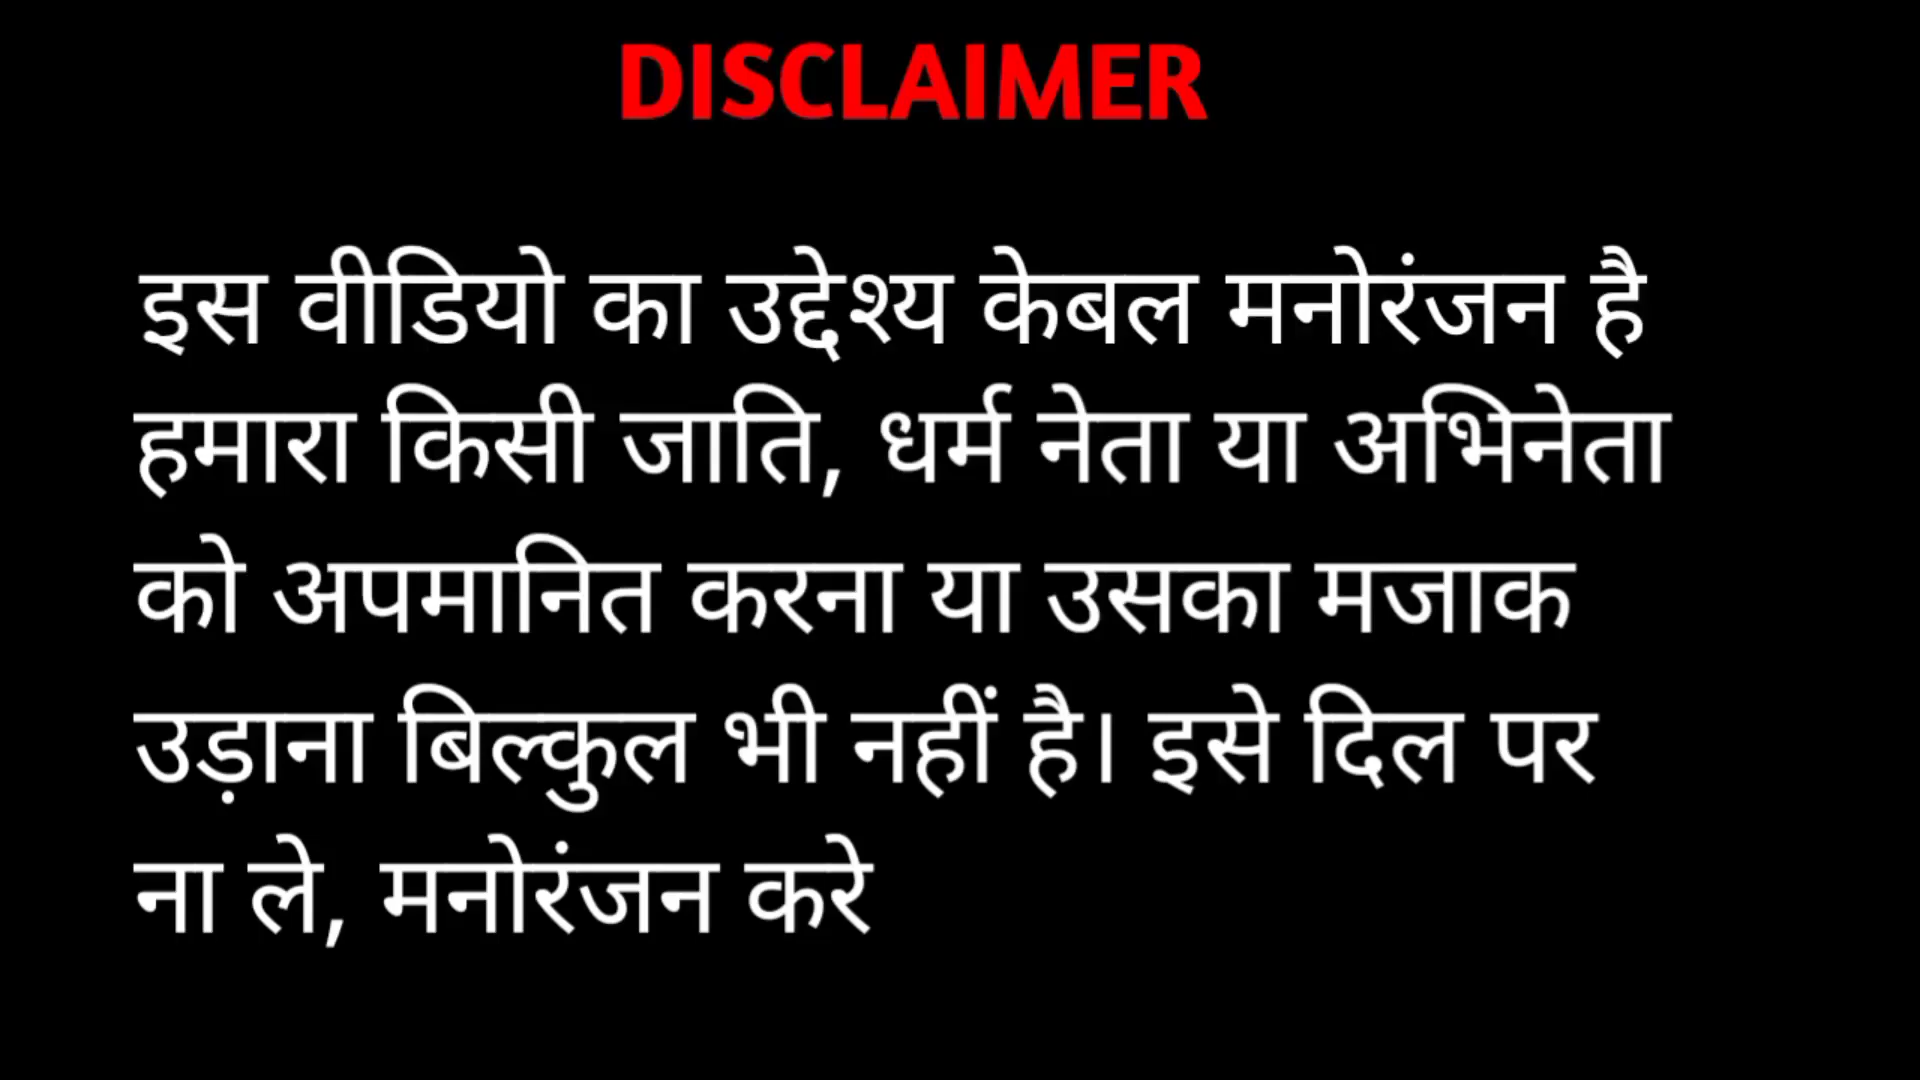 DISCLAIMER
इस वीडियो का उद्देश्य केबल मनोरंजन है
हमारा किसी जाति, धर्म नेता या अभिनेता
को अपमानित करना या उसका मजाक
उड़ाना बिल्कुल भी नहीं है। इसे दिल पर
ना ले, मनोरंजन करे